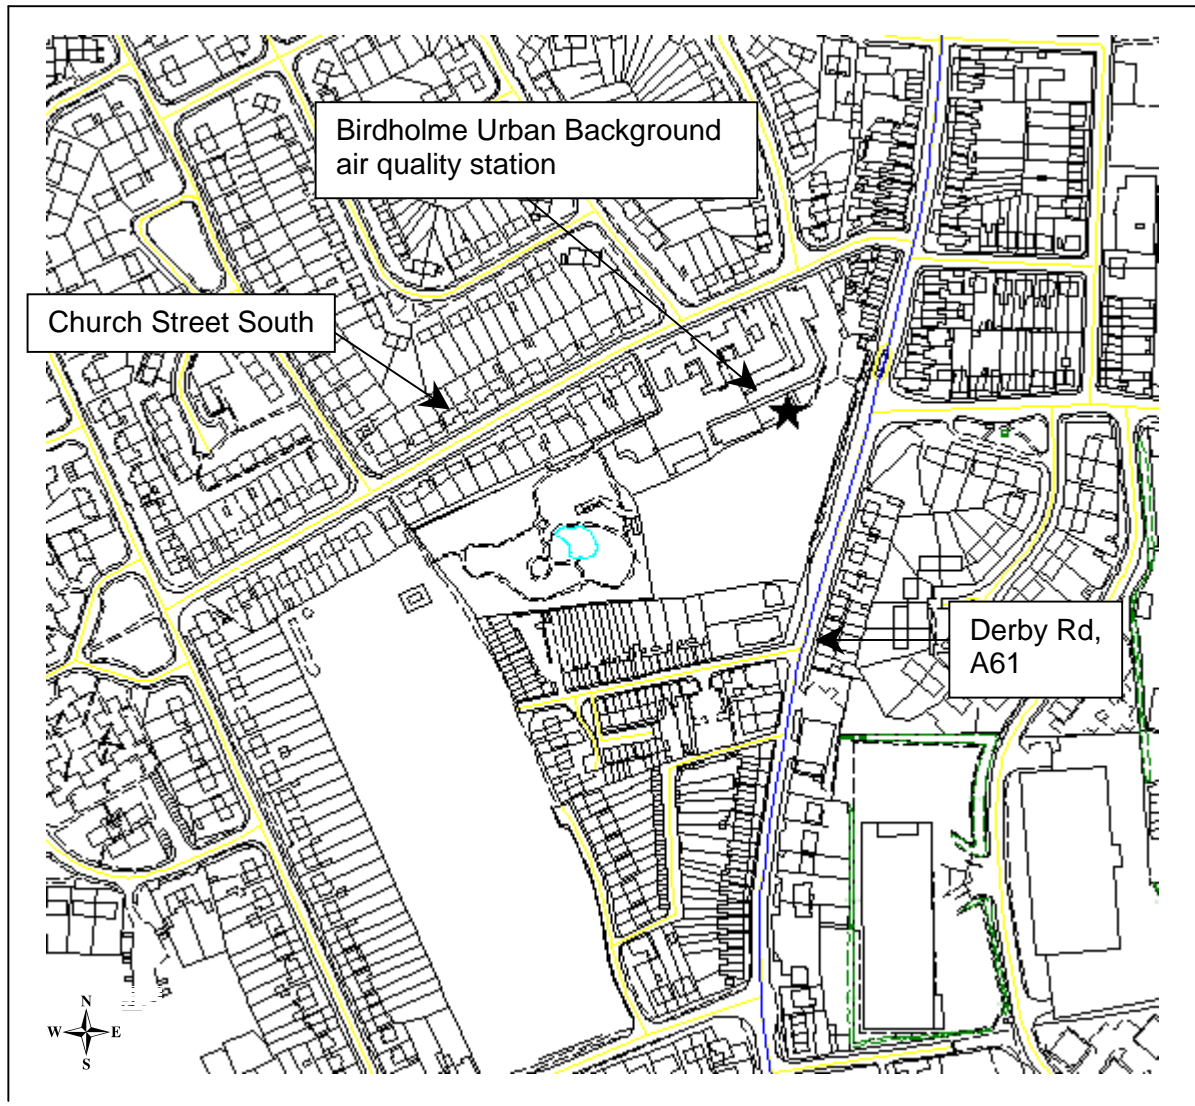 Birdholme Urban Background
air quality station
Church Street South
Derby Rd,
A61
N
W E
S